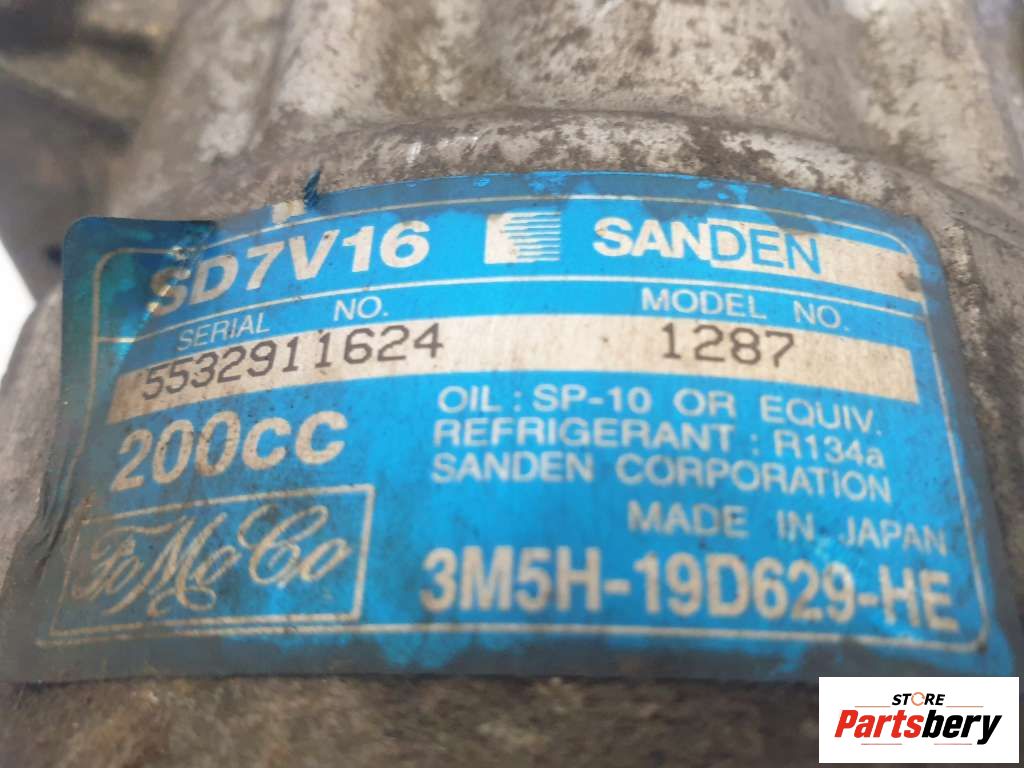 SD7V16 SANDEN
SERIAL NO. MODEL NO.
5532911624 1287
200CC
OIL : SP-10 OR EQUIV.
REFRIGERANT : R134a
SANDEN CORPORATION
MADE IN JAPAN
FoMoCo
3M5H-19D629-HE
STORE
Partsbery